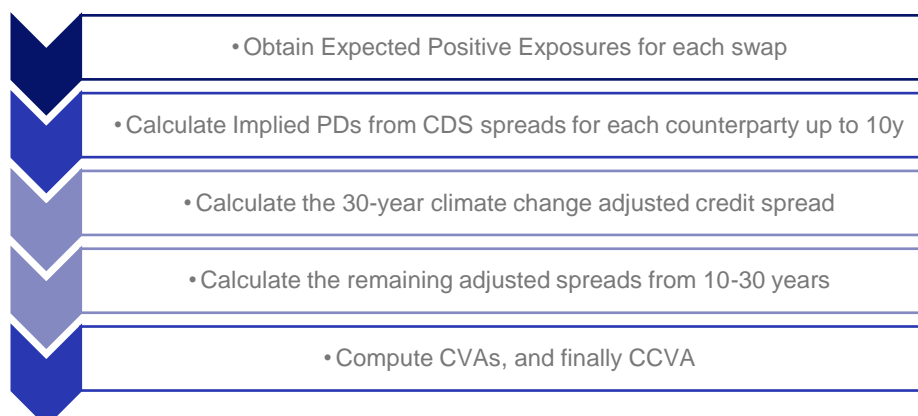 •Obtain Expected Positive Exposures for each swap
•Calculate Implied PDs from CDS spreads for each counterparty up to 10y
•Calculate the 30-year climate change adjusted credit spread
•Calculate the remaining adjusted spreads from 10-30 years
•Compute CVAs, and finally CCVA